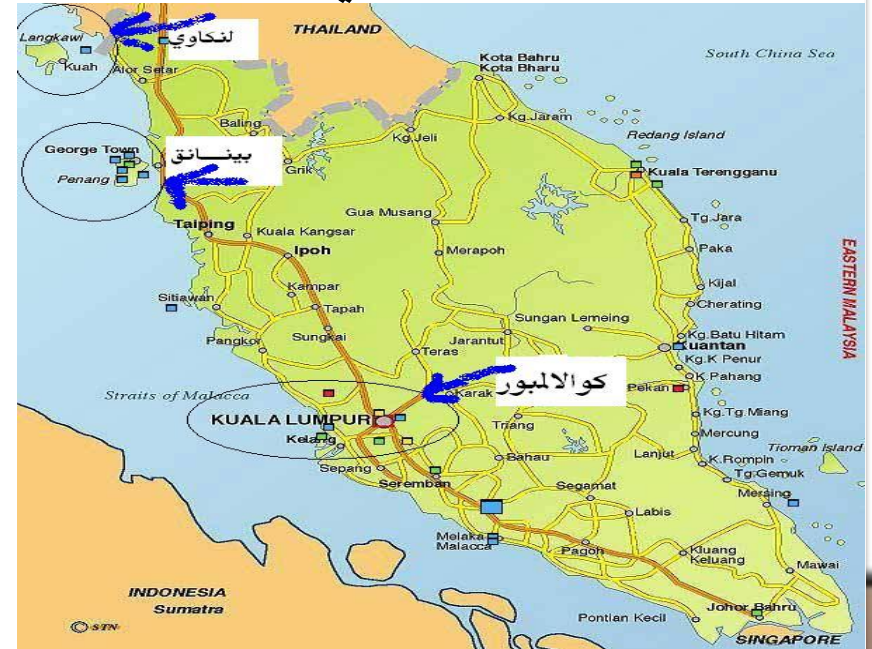 THAILAND
Langkawi
لنكاوي
Kuah
Alor Setar
Kota Bahru
Kota Bharu
South China Sea
Baling
Kg.Jaram
Kg.Jeli
Redang Island
George Town
بينــانق
Grik
Penang
Kuala Terengganu
Gua Musang
Tg.Jara
Taiping
Kuala Kangsar
Ipoh
Merapoh
Paka
EASTERN MALAYSIA
Kampar
Kijal
Sitiawan
Tapah
Cherating
Sungan Lemeing
Pangkor
Sungkai
Jarantut
Kg.Batu Hitam
Kuantan
Teras
Kg.K Penur
K.Pahang
Straits of Malacca
Karak
كوالالمبور
Pekan
KUALA LUMPUR
Kelang
Triang
Kg.Tg.Miang
Mercung
Tioman Island
Sepang
Bahau
Lanjut
K.Rompin
Seremban
Segamat
Tg.Gemuk
Mersing
Labis
Melaka
Malacca
Pagoh
Kluang
Keluang
Mawai
INDONESIA
Sumatra
Johor Bahru
Pontian Kecil
© STN
SINGAPORE